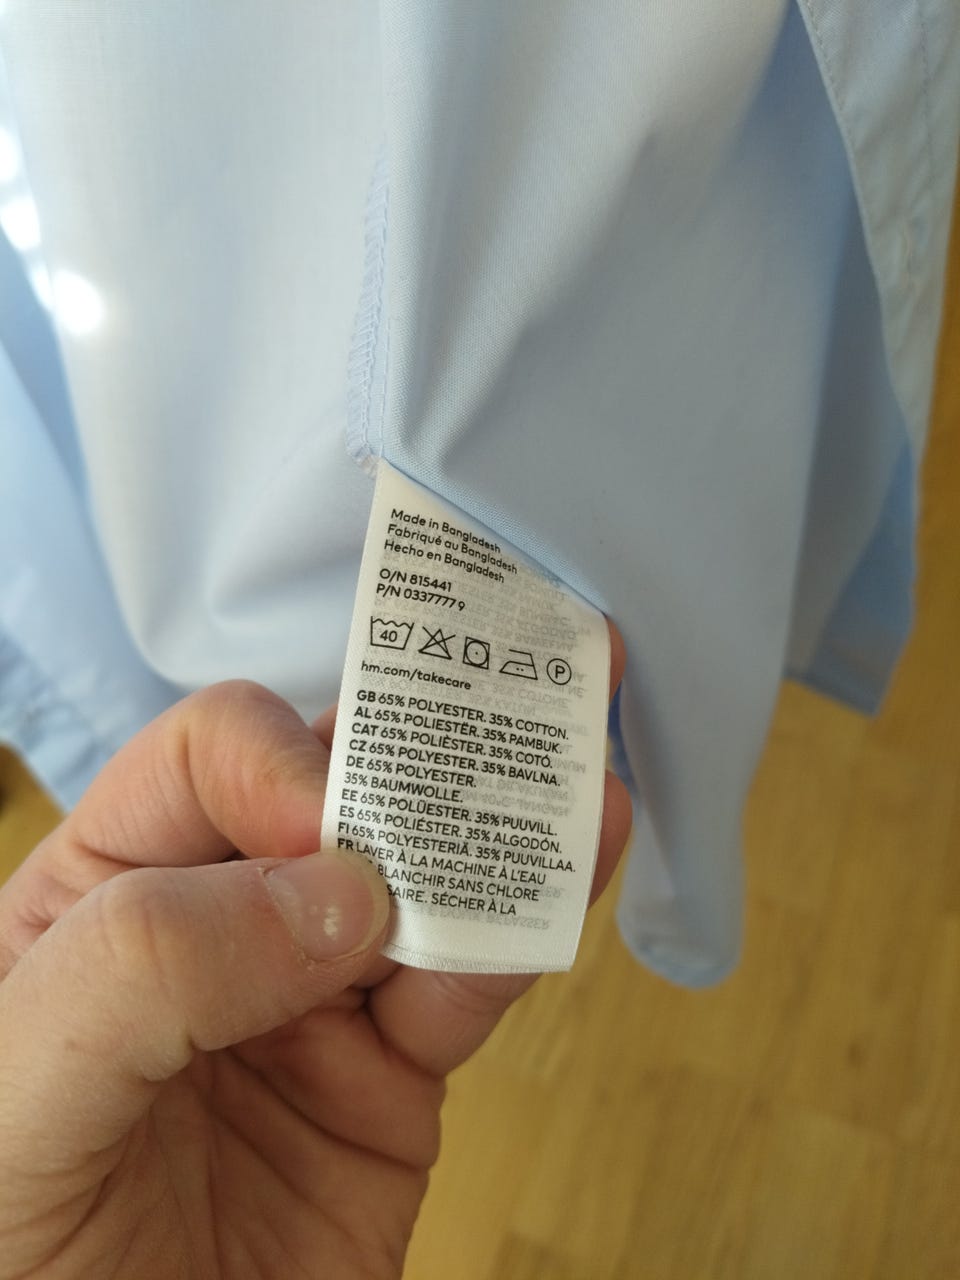 Made in Bangladesh
Fabriqué au Bangladesh
Hecho en Bangladesh
O/N 815441
P/N 0337779
40
P
hm.com/takecare
GB 65% POLYESTER. 35% COTTON.
AL 65% POLIESTËR. 35% PAMBUK.
CAT 65% POLIÈSTER. 35% COTÓ.
CZ 65% POLYESTER. 35% BAVLNA.
DE 65% POLYESTER.
35% BAUMWOLLE.
EE 65% POLÜESTER. 35% PUUVILL.
ES 65% POLIÉSTER. 35% ALGODÓN.
FI 65% POLYESTERIÄ. 35% PUUVILLAA.
FR LAVER À LA MACHINE À L'EAU
BLANCHIR SANS CHLORE
SÉCHER À LA